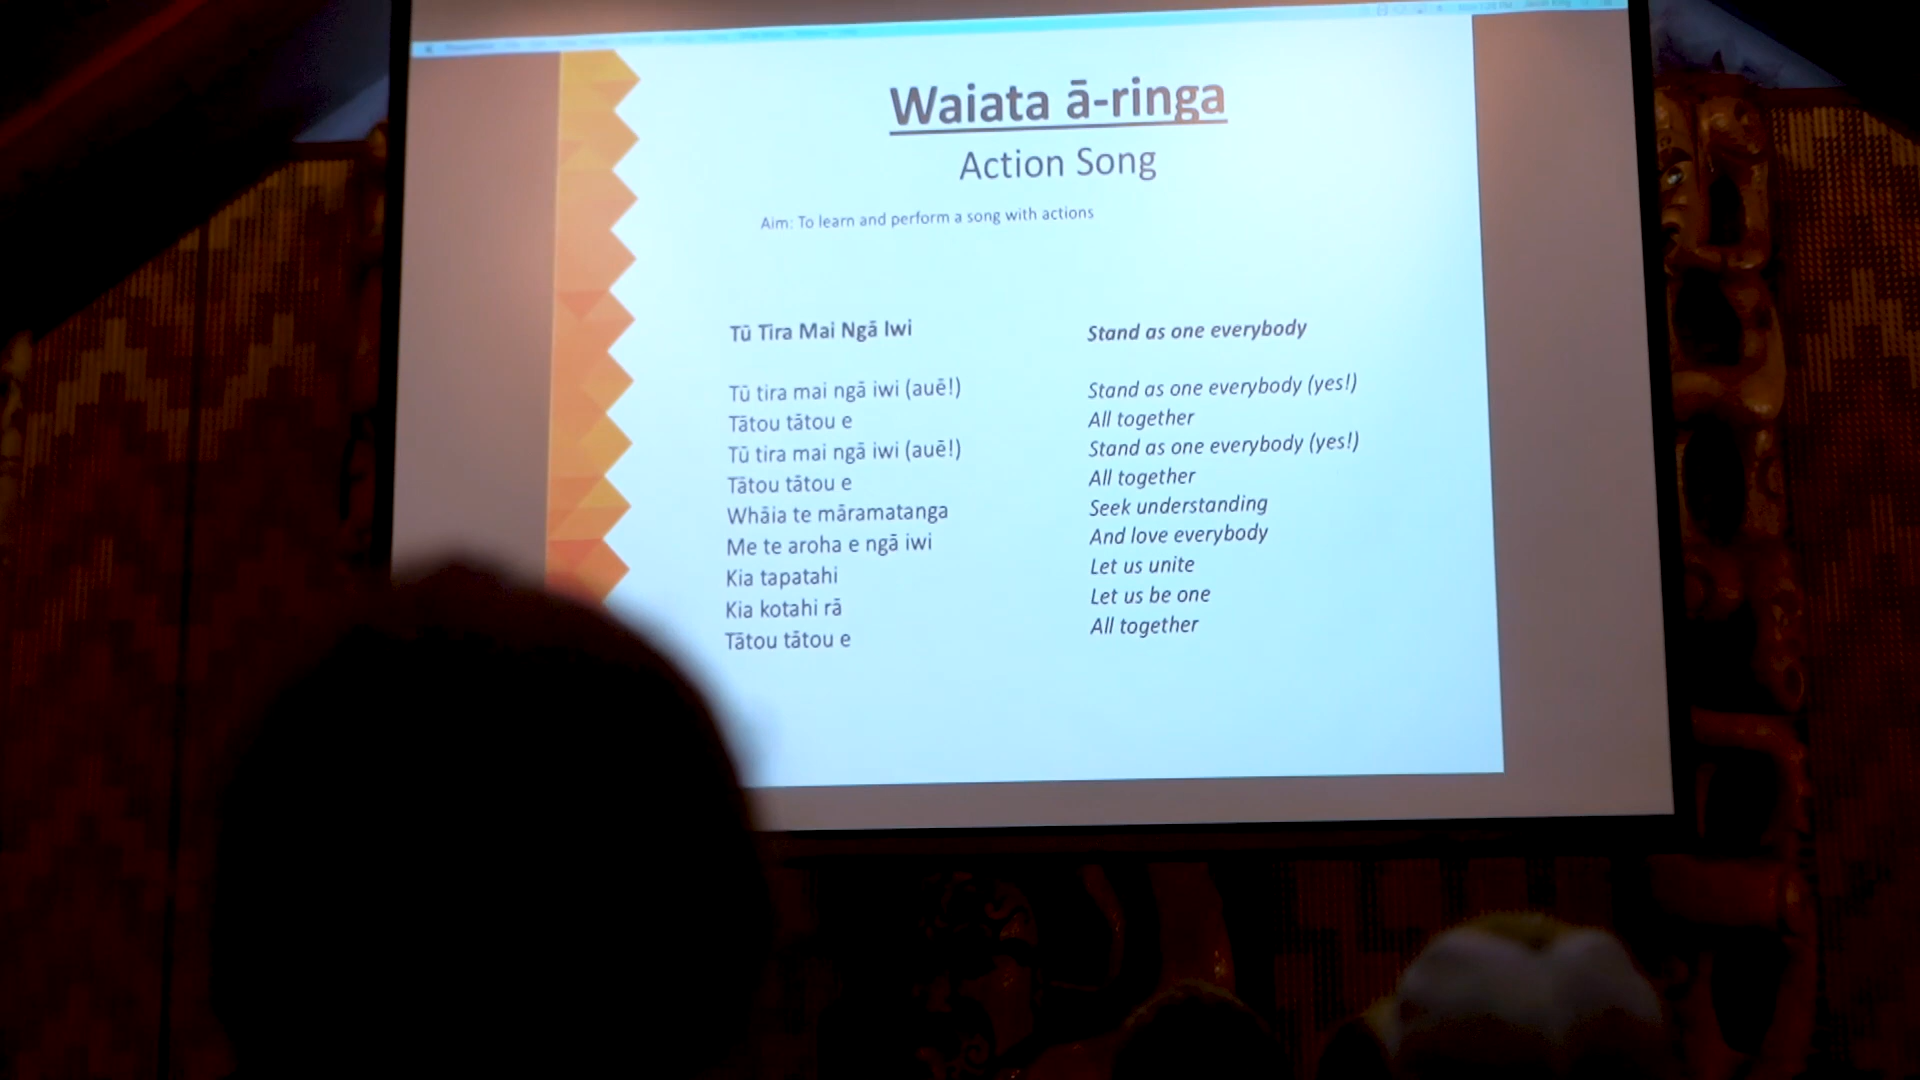 Waiata ā-ringa
Action Song
Aim: To learn and perform a song with actions
Tū Tira Mai Ngā Iwi
Tū tira mai ngā iwi (auē!)
Tātou tātou e
Tū tira mai ngā iwi (auē!)
Tātou tātou e
Whāia te māramatanga
Me te aroha e ngā iwi
Kia tapatahi
Kia kotahi rā
Tātou tātou e
Stand as one everybody
Stand as one everybody (yes!)
All together
Stand as one everybody (yes!)
All together
Seek understanding
And love everybody
Let us unite
Let us be one
All together